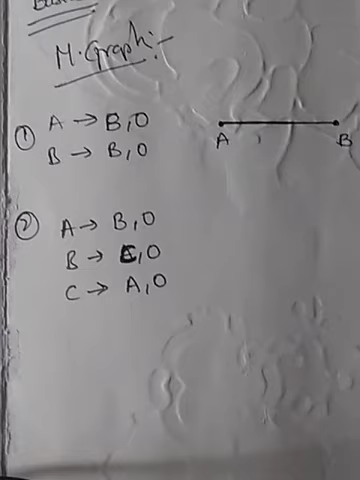 M.Graph:-
① A → B,0
B → B,0
A B
② A → B,0
B → C,0
C → A,0